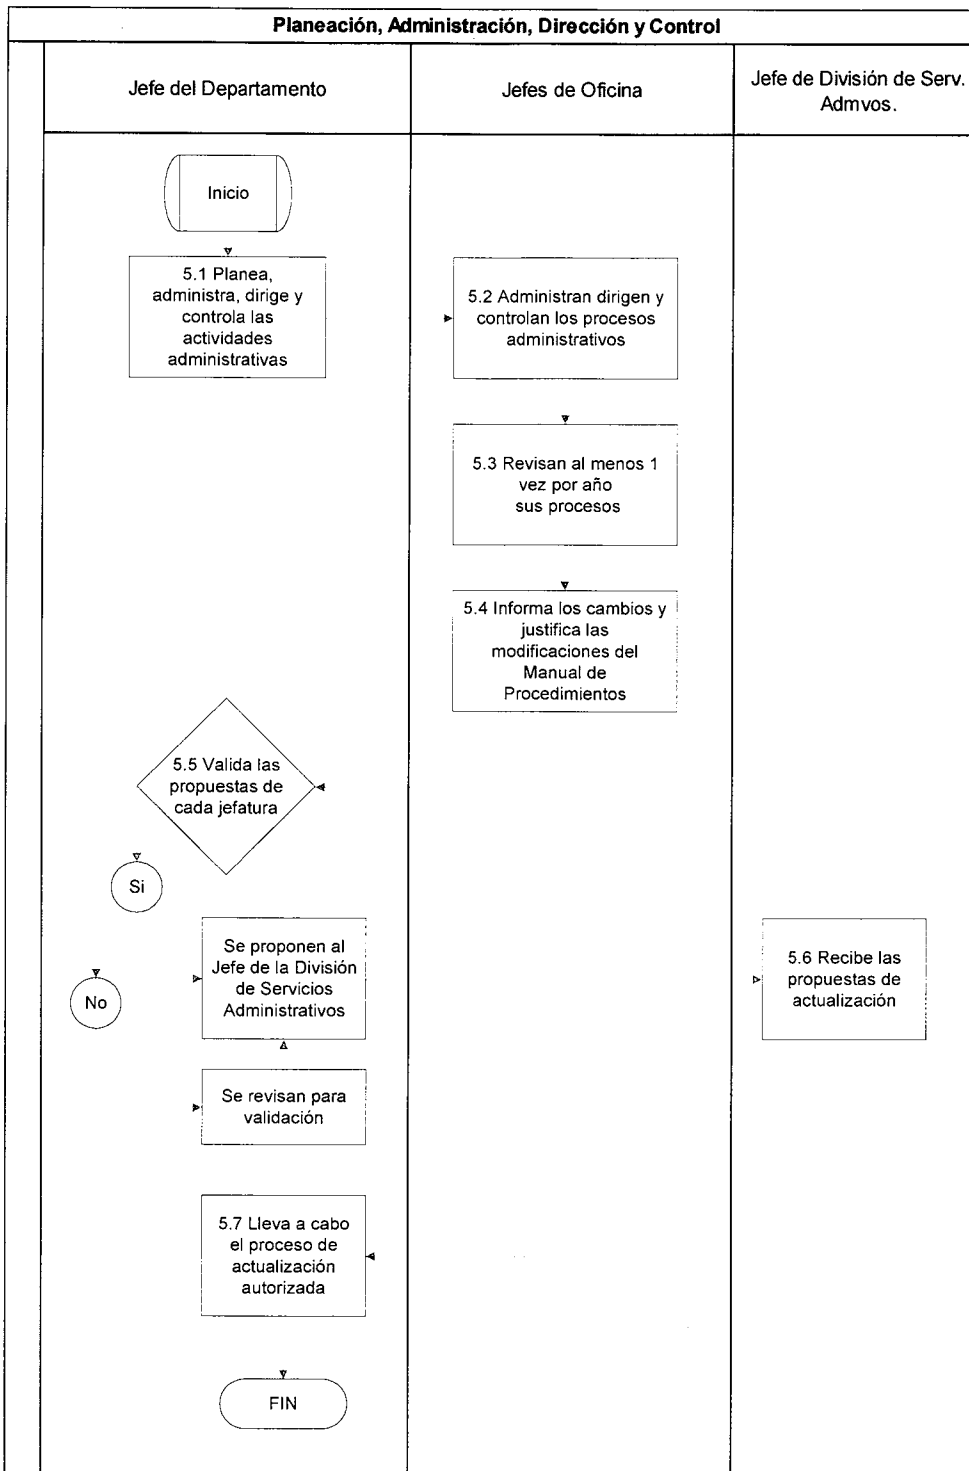 Planeación, Administración, Dirección y Control
Jefe del Departamento
Jefes de Oficina
Jefe de División de Serv.
Admvos.
Inicio
5.1 Planea,
administra, dirige y
controla las
actividades
administrativas
5.2 Administran dirigen y
controlan los procesos
administrativos
5.3 Revisan al menos 1
vez por año
sus procesos
5.4 Informa los cambios y
justifica las
modificaciones del
Manual de
Procedimientos
5.5 Valida las
propuestas de
cada jefatura
Si
No
Se proponen al
Jefe de la División
de Servicios
Administrativos
5.6 Recibe las
propuestas de
actualización
Se revisan para
validación
5.7 Lleva a cabo
el proceso de
actualización
autorizada
FIN